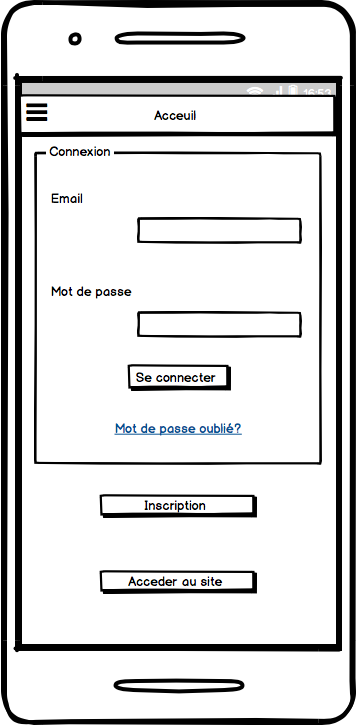 16:53
Acceuil
Connexion
Email
Mot de passe
Se connecter
Mot de passe oublié?
Inscription
Acceder au site